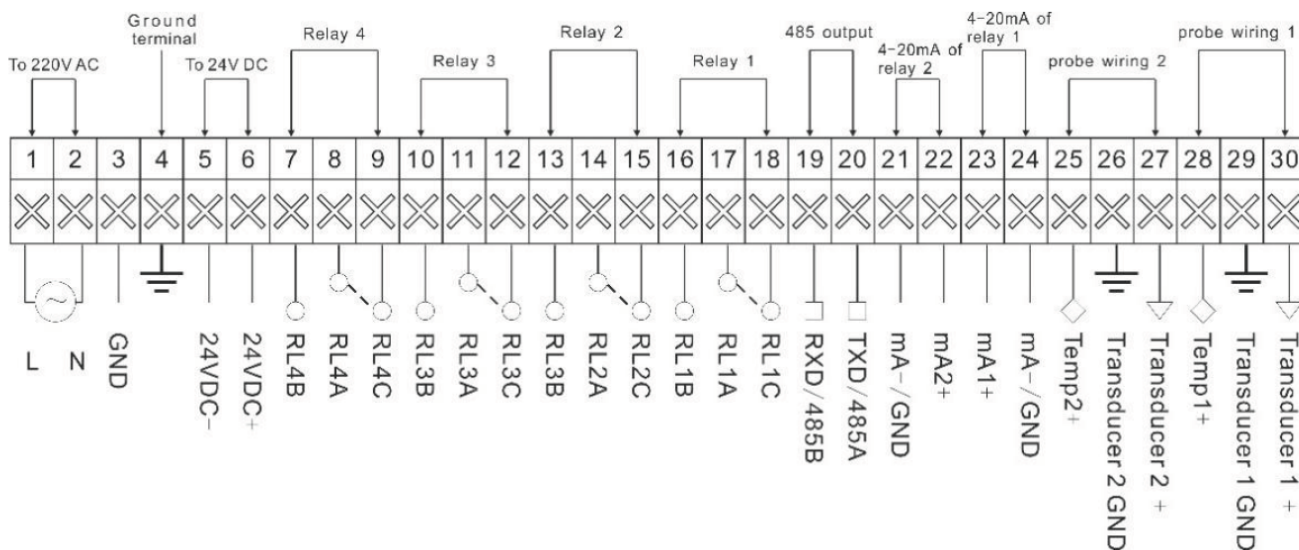 Ground
terminal
To 220V AC
To 24V DC
Relay 4
Relay 3
Relay 2
Relay 1
485 output
4-20mA of
relay 2
4-20mA of
relay 1
probe wiring 2
probe wiring 1
1 2 3 4 5 6 7 8 9 10 11 12 13 14 15 16 17 18 19 20 21 22 23 24 25 26 27 28 29 30
L
N
GND
24VDC-
24VDC+
RL4B
RL4A
RL4C
RL3B
RL3A
RL3C
RL3B
RL2A
RL2C
RL1B
RL1A
RL1C
RXD/485B
TXD/485A
mA-/GND
mA2+
mA1+
mA-/GND
Temp2+
Transducer 2 GND
Transducer 2 +
Temp1+
Transducer 1 GND
Transducer 1 +